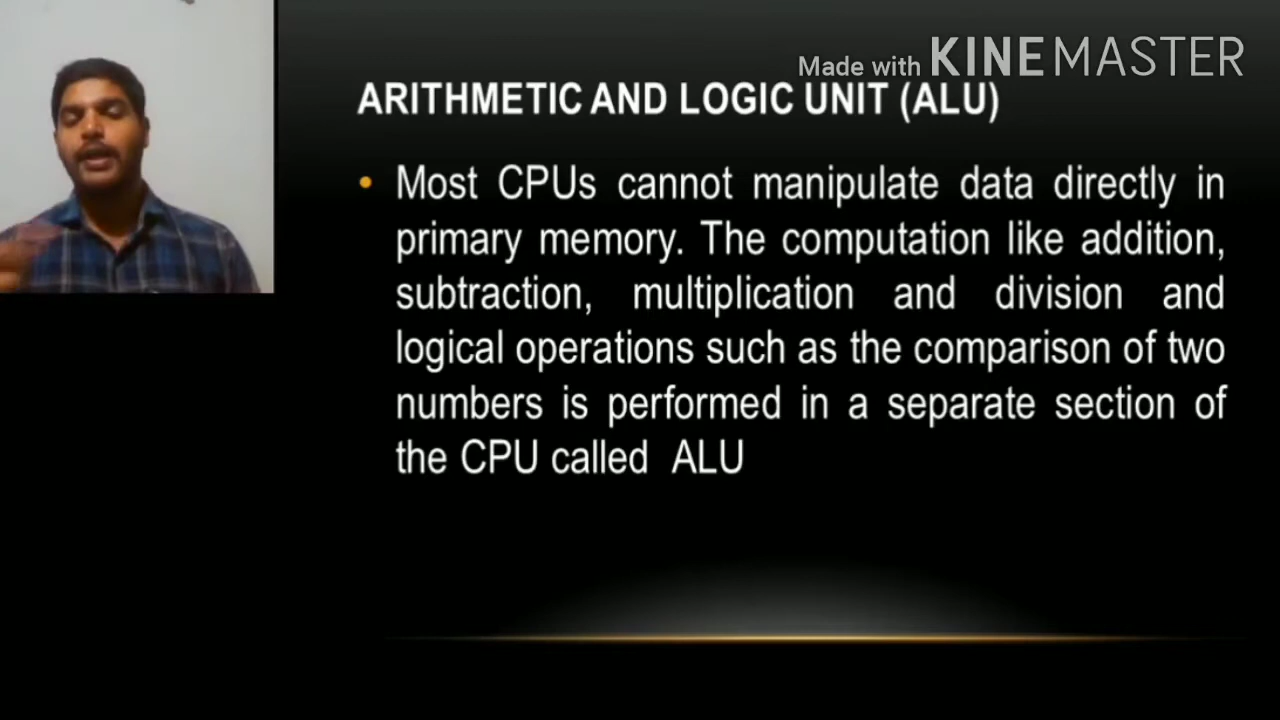 Made with KINEMASTER
ARITHMETIC AND LOGIC UNIT (ALU)
• Most CPUs cannot manipulate data directly in
primary memory. The computation like addition,
subtraction, multiplication and division and
logical operations such as the comparison of two
numbers is performed in a separate section of
the CPU called ALU